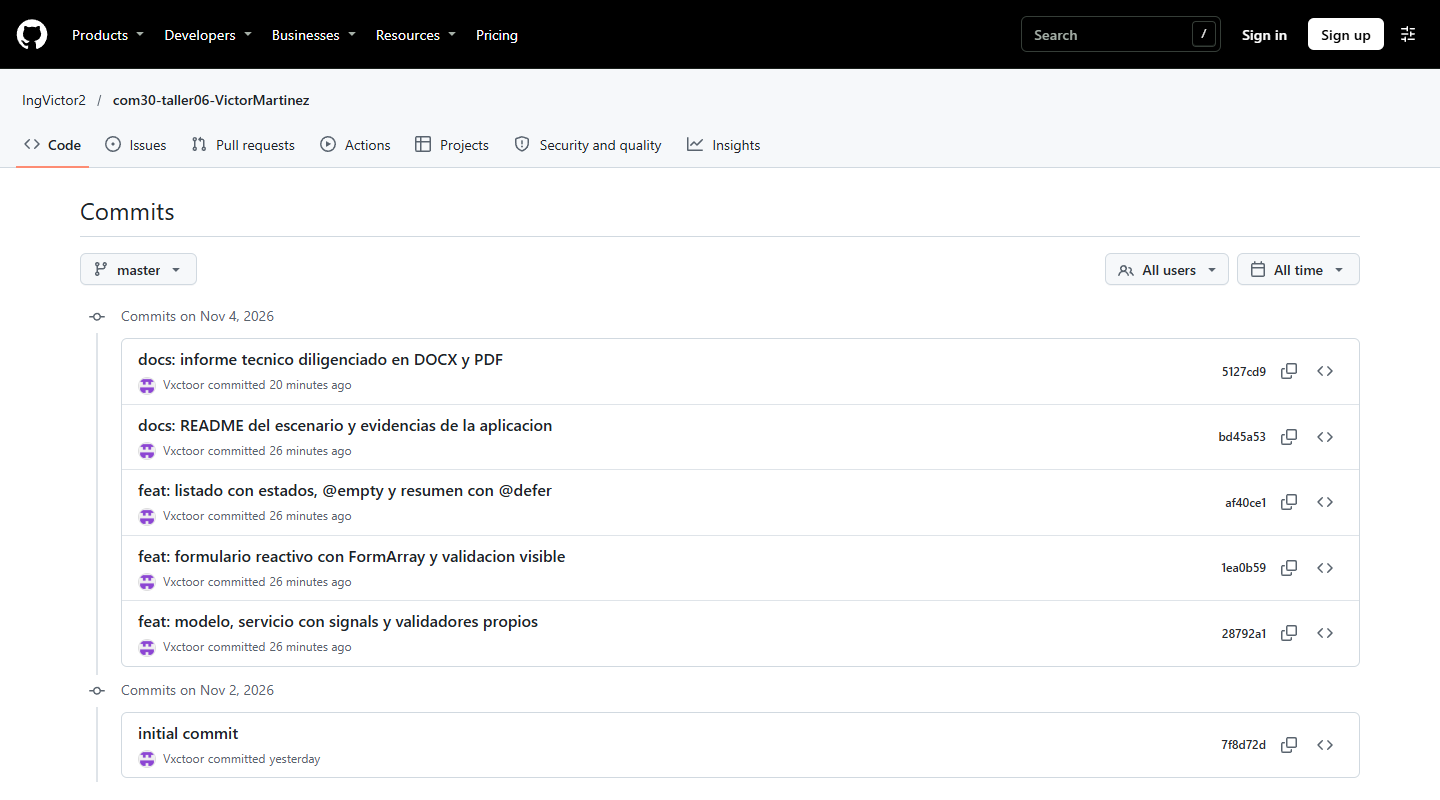 Products Developers Businesses Resources Pricing Search / Sign in Sign up
IngVictor2 / com30-taller06-VictorMartinez
Code Issues Pull requests Actions Projects Security and quality Insights
Commits
master All users All time
Commits on Nov 4, 2026
docs: informe tecnico diligenciado en DOCX y PDF
Vxctoor committed 20 minutes ago
5127cd9
docs: README del escenario y evidencias de la aplicacion
Vxctoor committed 26 minutes ago
bd45a53
feat: listado con estados, @empty y resumen con @defer
Vxctoor committed 26 minutes ago
af40ce1
feat: formulario reactivo con FormArray y validacion visible
Vxctoor committed 26 minutes ago
1ea0b59
feat: modelo, servicio con signals y validadores propios
Vxctoor committed 26 minutes ago
28792a1
Commits on Nov 2, 2026
initial commit
Vxctoor committed yesterday
7f8d72d